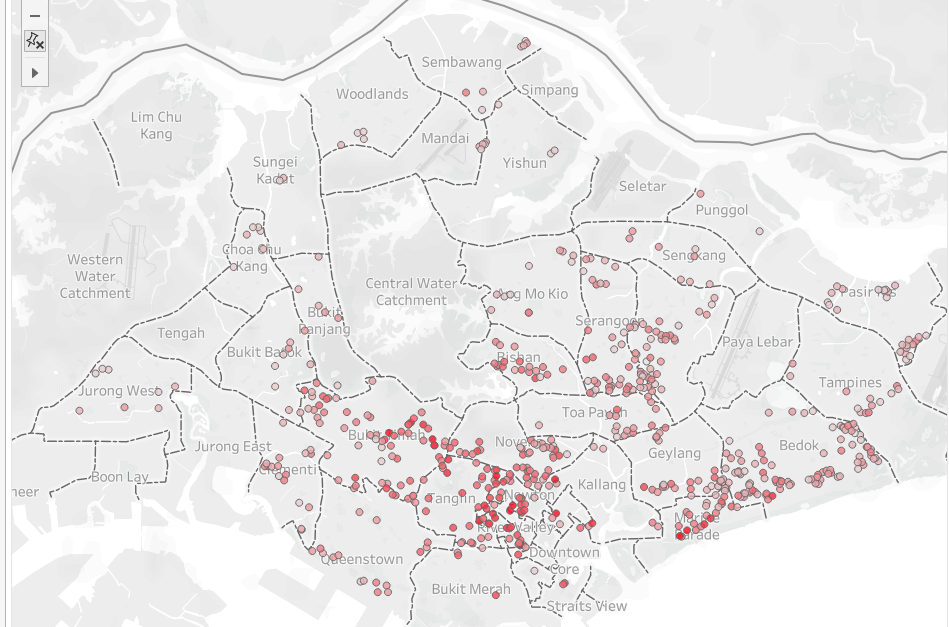 Sembawang
Woodlands
Simpang
Lim Chu
Kang
Mandai
Yishun
Sungei
Kadut
Seletar
Punggol
Choa Chu
Kang
Sengkang
Western
Water
Catchment
Central Water
Catchment
Ang Mo Kio
Pasir Ris
Bukit
Panjang
Serangoon
Tengah
Paya Lebar
Bukit Batok
Bishan
Jurong West
Tampines
Toa Payoh
Bukit Timah
Novena
Bedok
Jurong East
Geylang
Clementi
Boon Lay
Kallang
neer
Tanglin
Newton
Marine
Parade
River Valley
Queenstown
Downtown
Core
Bukit Merah
Straits View